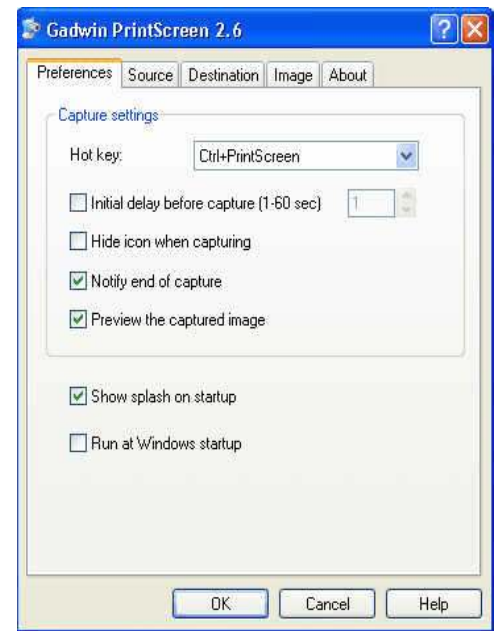 Gadwin PrintScreen 2.6
Preferences Source Destination Image About
Capture settings
Hot key: Ctrl+PrintScreen
Initial delay before capture (1-60 sec) 1
Hide icon when capturing
Notify end of capture
Preview the captured image
Show splash on startup
Run at Windows startup
OK Cancel Help